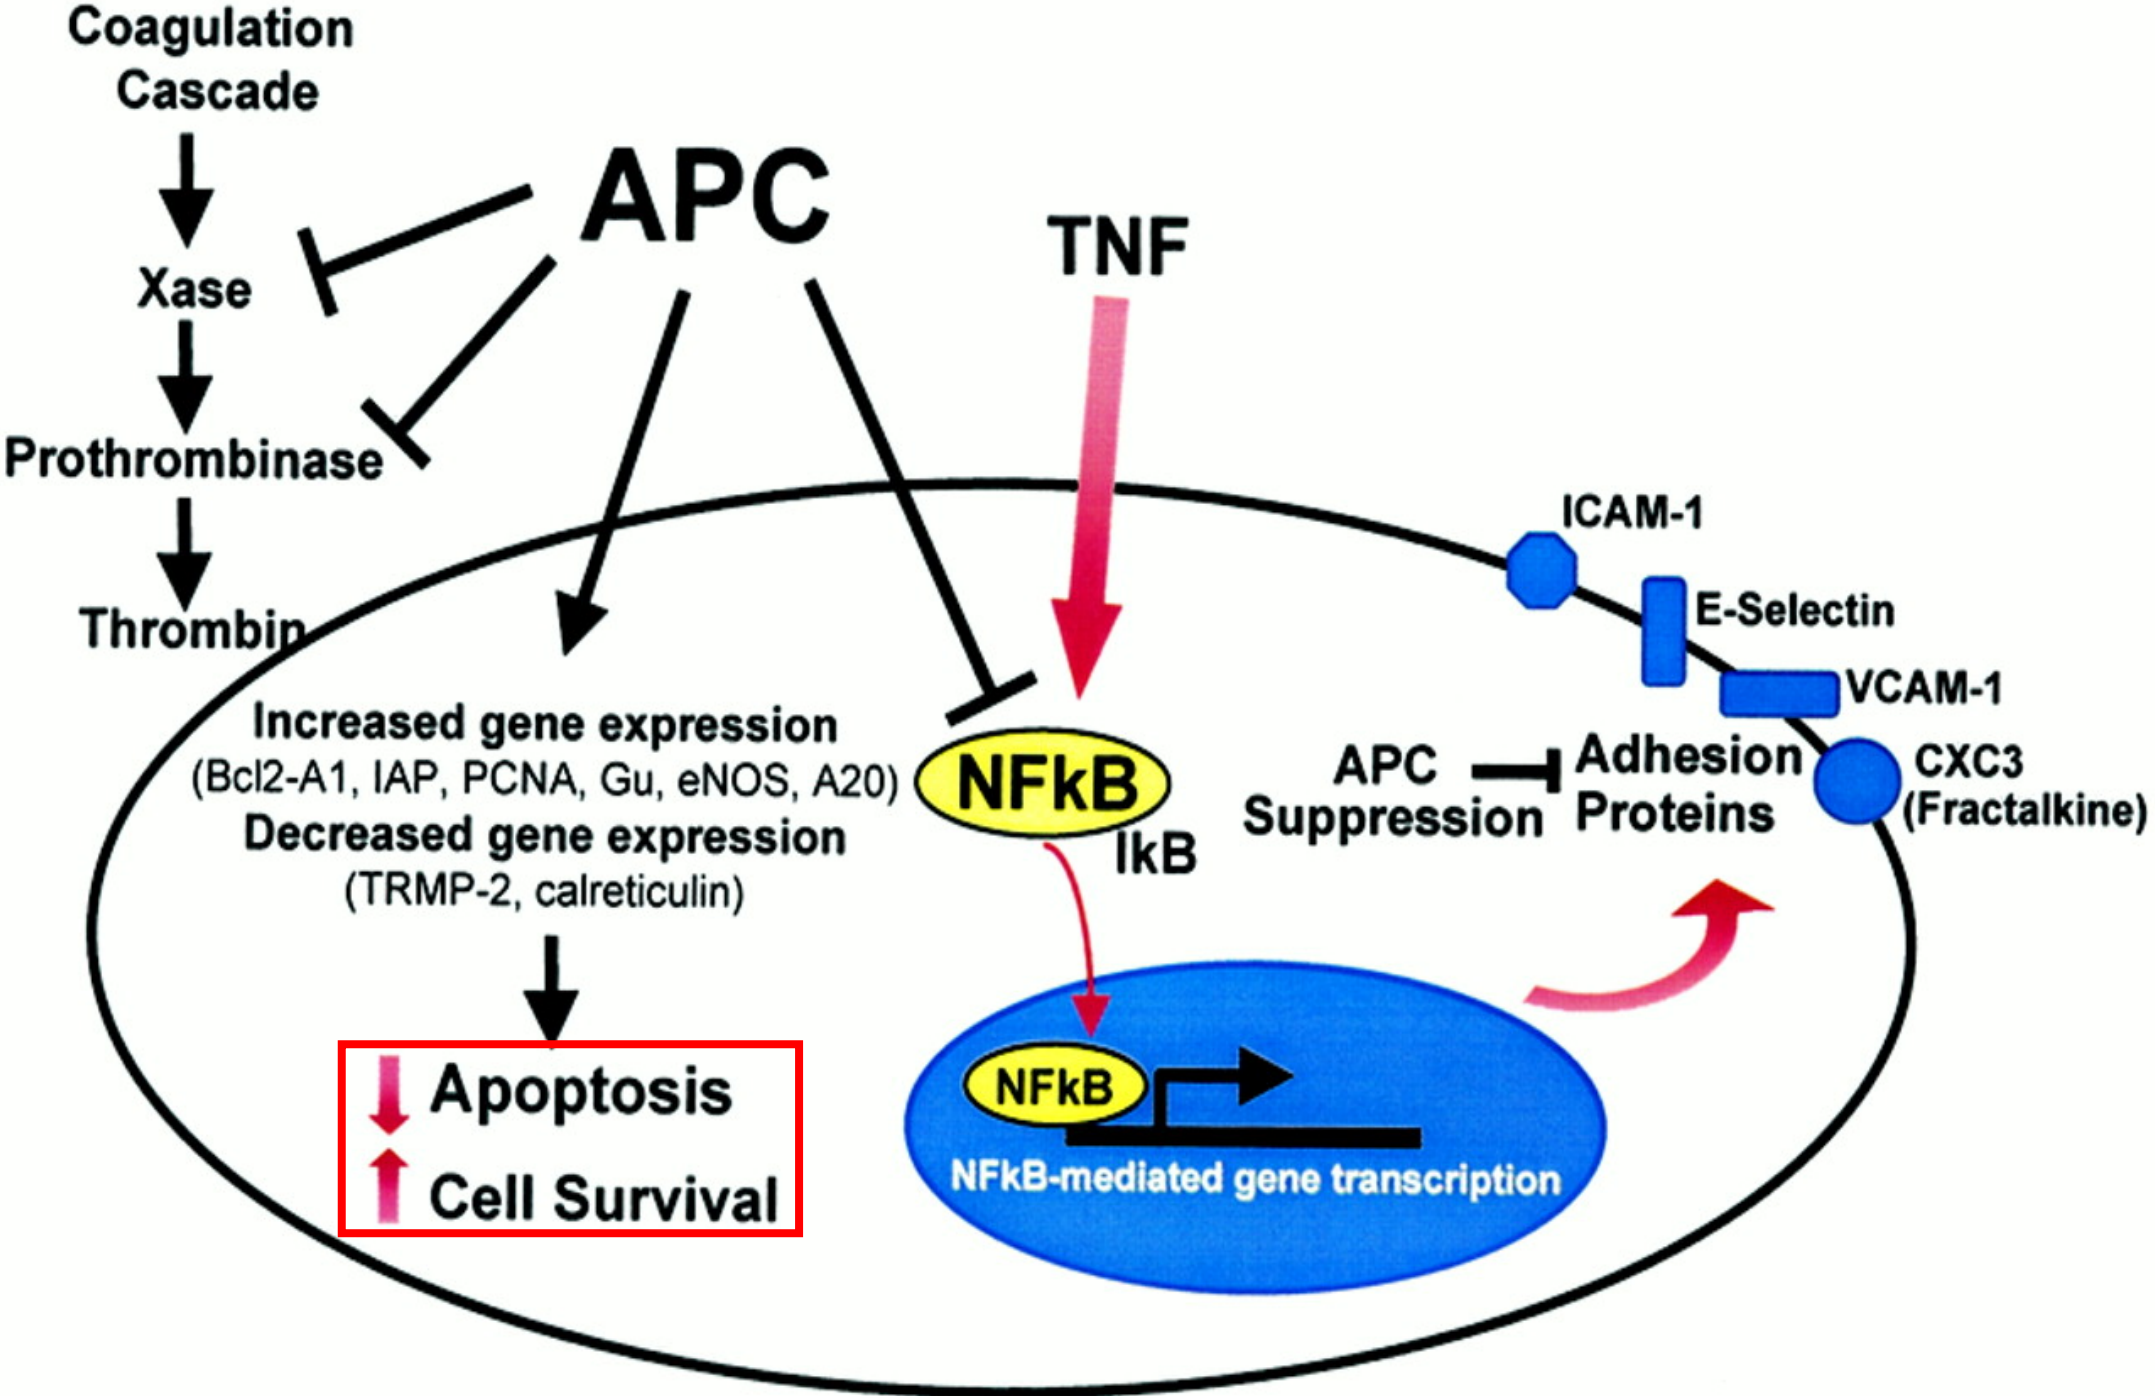 Coagulation
Cascade
Xase
Prothrombinase
Thrombin
APC
TNF
Increased gene expression
(Bcl2-A1, IAP, PCNA, Gu, eNOS, A20)
Decreased gene expression
(TRMP-2, calreticulin)
Apoptosis
Cell Survival
NFkB
IkB
NFkB
NFkB-mediated gene transcription
APC
Suppression
Adhesion
Proteins
ICAM-1
E-Selectin
VCAM-1
CXC3
(Fractalkine)